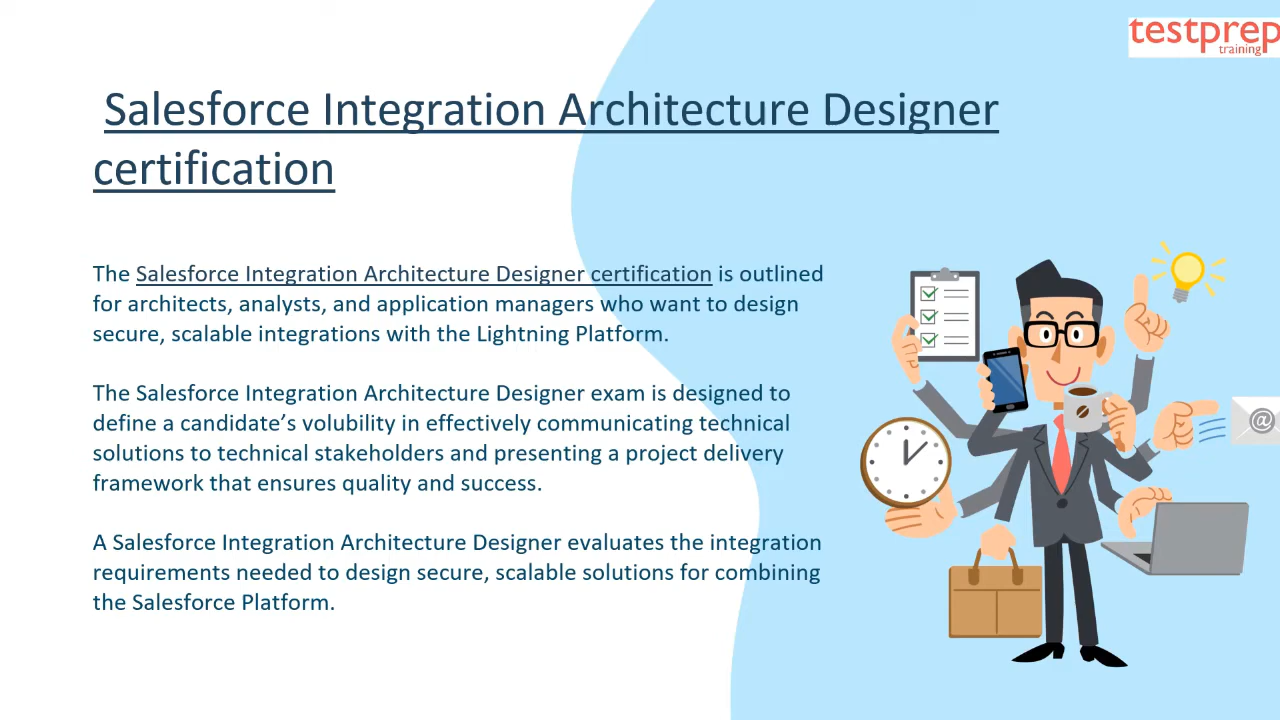 testprep
training
Salesforce Integration Architecture Designer
certification
The Salesforce Integration Architecture Designer certification is outlined
for architects, analysts, and application managers who want to design
secure, scalable integrations with the Lightning Platform.
The Salesforce Integration Architecture Designer exam is designed to
define a candidate’s volubility in effectively communicating technical
solutions to technical stakeholders and presenting a project delivery
framework that ensures quality and success.
A Salesforce Integration Architecture Designer evaluates the integration
requirements needed to design secure, scalable solutions for combining
the Salesforce Platform.
@